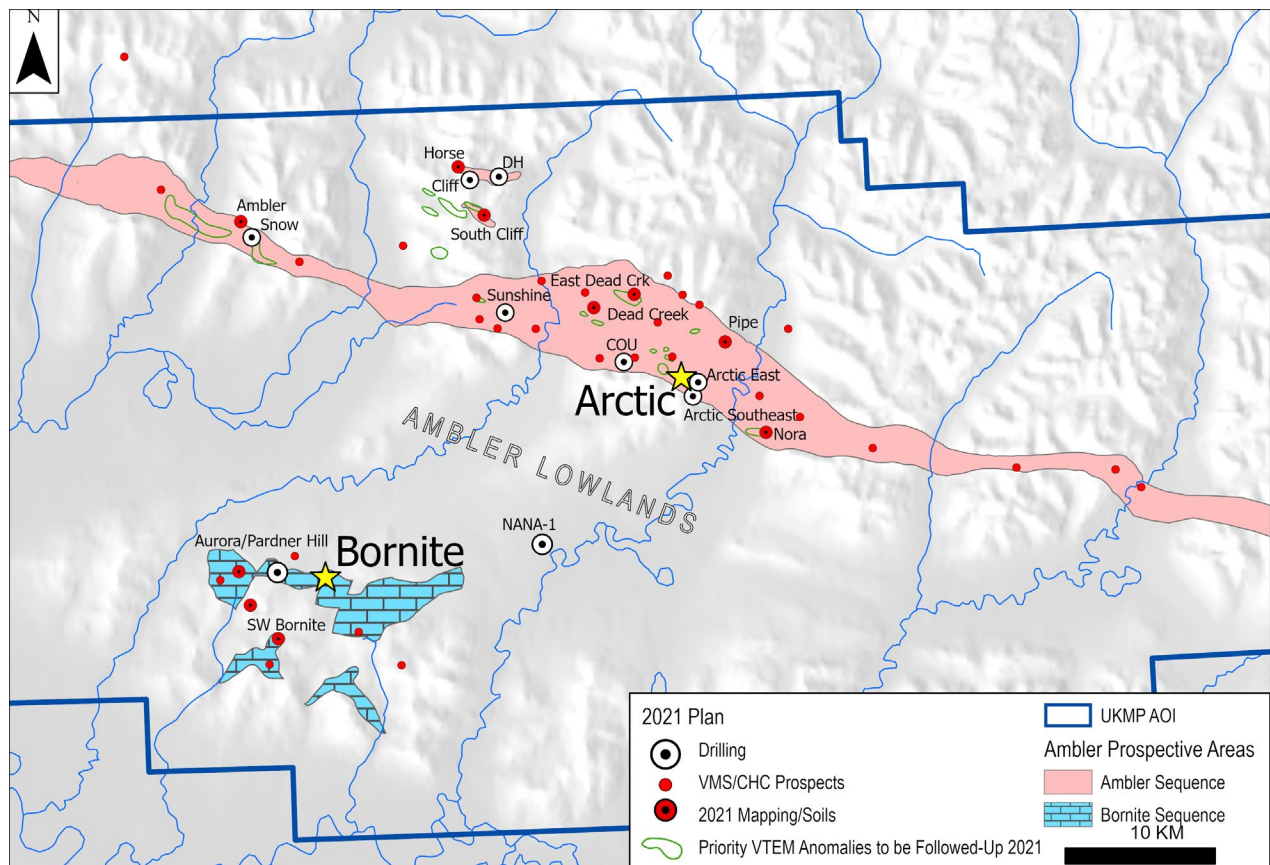 N
Horse
DH
Cliff
Ambler
Snow
South Cliff
East Dead Crk
Sunshine
Dead Creek
Pipe
COU
Arctic East
Arctic
Arctic Southeast
Nora
AMBLER LOWLANDS
NANA-1
Aurora/Pardner Hill
Bornite
SW Bornite
2021 Plan
Drilling
VMS/CHC Prospects
2021 Mapping/Soils
Priority VTEM Anomalies to be Followed-Up 2021
UKMP AOI
Ambler Prospective Areas
Ambler Sequence
Bornite Sequence
10 KM